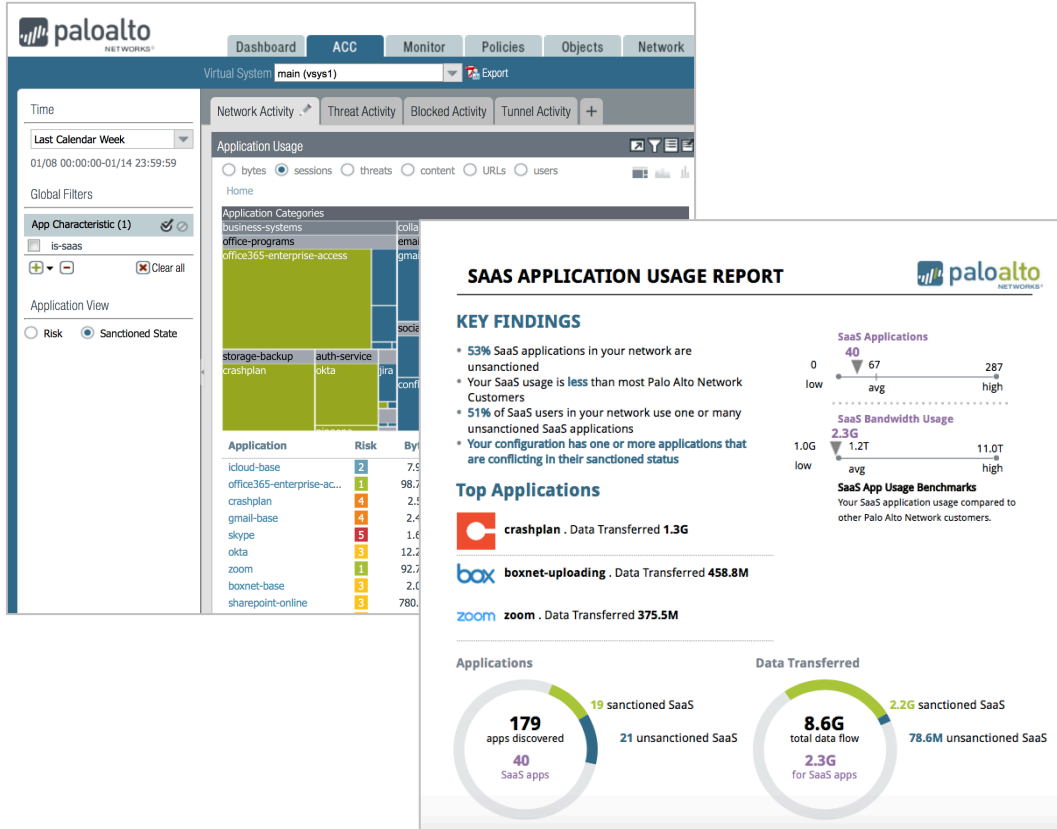 paloalto
NETWORKS®
Dashboard ACC Monitor Policies Objects Network
Virtual System main (vsys1) Export
Time
Last Calendar Week
01/08 00:00:00-01/14 23:59:59
Global Filters
App Characteristic (1)
is-saas
Clear all
Application View
Risk Sanctioned State
Network Activity Threat Activity Blocked Activity Tunnel Activity +
Application Usage
bytes sessions threats content URLs users
Home
Application Categories
business-systems
office-programs
office365-enterprise-access
storage-backup auth-service
crashplan okta jira
Application Risk
icloud-base 2
office365-enterprise-ac... 1
crashplan 4
gmail-base 4
skype 5
okta 3
zoom 1
boxnet-base 3
sharepoint-online 3
SAAS APPLICATION USAGE REPORT
paloalto
NETWORKS®
KEY FINDINGS
• 53% SaaS applications in your network are
unsanctioned
• Your SaaS usage is less than most Palo Alto Network
Customers
• 51% of SaaS users in your network use one or many
unsanctioned SaaS applications
• Your configuration has one or more applications that
are conflicting in their sanctioned status
SaaS Applications
40
0 67 287
low avg high
SaaS Bandwidth Usage
2.3G
1.0G 1.2T 11.0T
low avg high
SaaS App Usage Benchmarks
Your SaaS application usage compared to
other Palo Alto Network customers.
Top Applications
crashplan . Data Transferred 1.3G
box boxnet-uploading . Data Transferred 458.8M
zoom zoom . Data Transferred 375.5M
Applications
179
apps discovered
40
SaaS apps
19 sanctioned SaaS
21 unsanctioned SaaS
Data Transferred
8.6G
total data flow
2.3G
for SaaS apps
2.2G sanctioned SaaS
78.6M unsanctioned SaaS